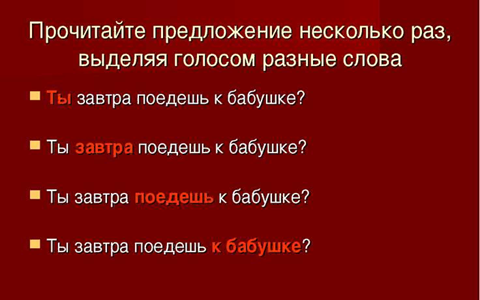 Прочитайте предложение несколько раз,
выделяя голосом разные слова
Ты завтра поедешь к бабушке?
Ты завтра поедешь к бабушке?
Ты завтра поедешь к бабушке?
Ты завтра поедешь к бабушке?